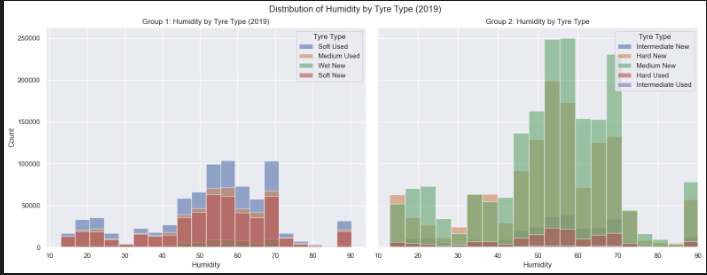 Distribution of Humidity by Tyre Type (2019)
Group 1: Humidity by Tyre Type (2019)
Group 2: Humidity by Tyre Type
Tyre Type
Soft Used
Medium Used
Wet New
Soft New
Tyre Type
Intermediate New
Hard New
Medium New
Hard Used
Intermediate Used
250000
200000
150000
100000
50000
0
Count
10 20 30 40 50 60 70 80 90
Humidity
10 20 30 40 50 60 70 80 90
Humidity